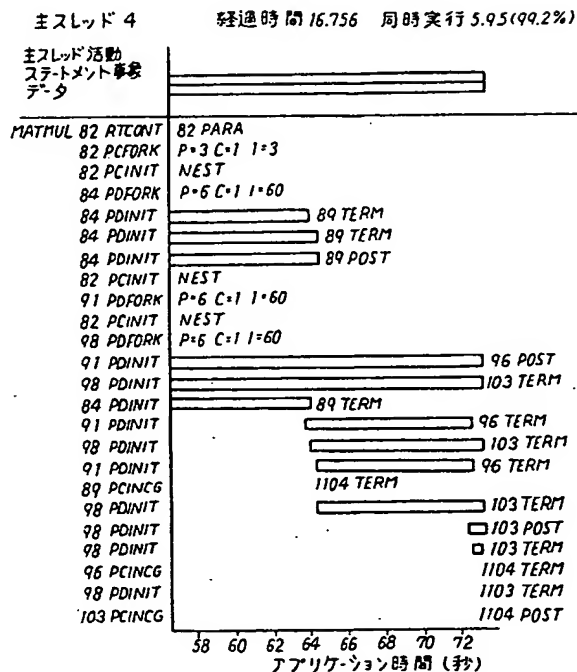 主スレッド 4 経過時間 16.756 同時実行 5.95(99.2%)
主スレッド活動
ステートメント事象
データ
MATMUL 82 RTCONT 82 PARA
82 PCFORK P=3 C=1 I=3
82 PCINIT NEST
84 PDFORK P=6 C=1 I=60
84 PDINIT 89 TERM
84 PDINIT 89 TERM
84 PDINIT 89 POST
82 PCINIT NEST
91 PDFORK P=6 C=1 I=60
82 PCINIT NEST
98 PDFORK P=6 C=1 I=60
91 PDINIT 96 POST
98 PDINIT 103 TERM
84 PDINIT 89 TERM
91 PDINIT 96 TERM
98 PDINIT 103 TERM
91 PDINIT 96 TERM
89 PCINCG 1104 TERM
98 PDINIT 103 TERM
98 PDINIT 103 POST
98 PDINIT 103 TERM
96 PCINCG 1104 TERM
98 PDINIT 1103 TERM
103 PCINCG 1104 POST
58 60 62 64 66 68 70 72
アプリケーション時間 (秒)